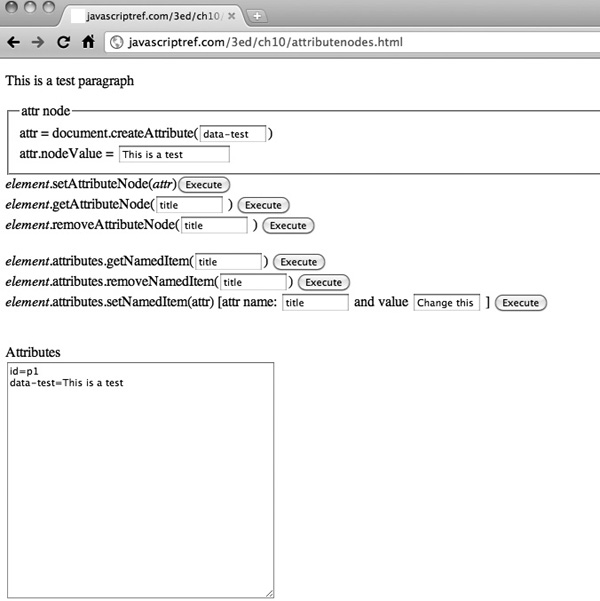 javascriptref.com/3ed/ch10/
javascriptref.com/3ed/ch10/attributenodes.html
This is a test paragraph
attr node
attr = document.createAttribute( data-test )
attr.nodeValue = This is a test
element.setAttributeNode(attr) Execute
element.getAttributeNode( title ) Execute
element.removeAttributeNode( title ) Execute
element.attributes.getNamedItem( title ) Execute
element.attributes.removeNamedItem( title ) Execute
element.attributes.setNamedItem(attr) [attr name: title and value Change this ] Execute
Attributes
id=p1
data-test=This is a test